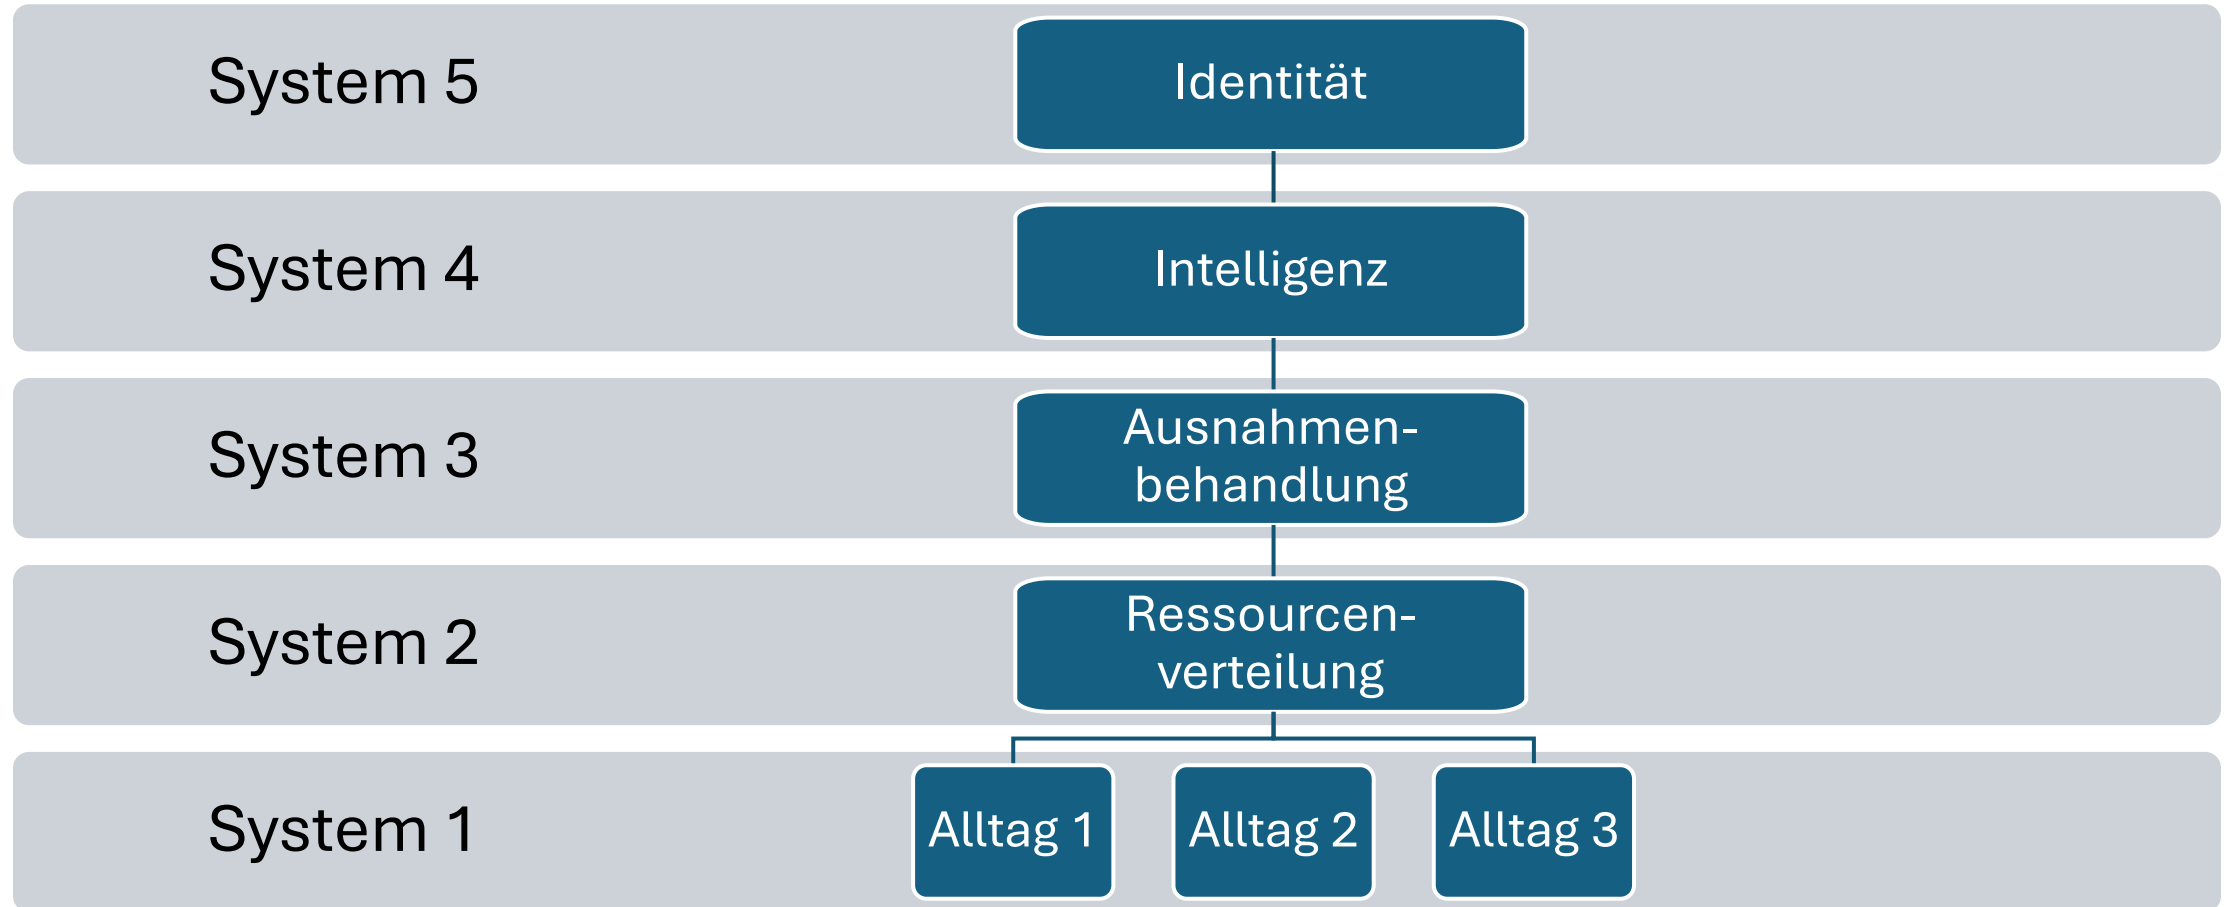 System 5
Identität
System 4
Intelligenz
System 3
Ausnahmen-
behandlung
System 2
Ressourcen-
verteilung
System 1
Alltag 1
Alltag 2
Alltag 3